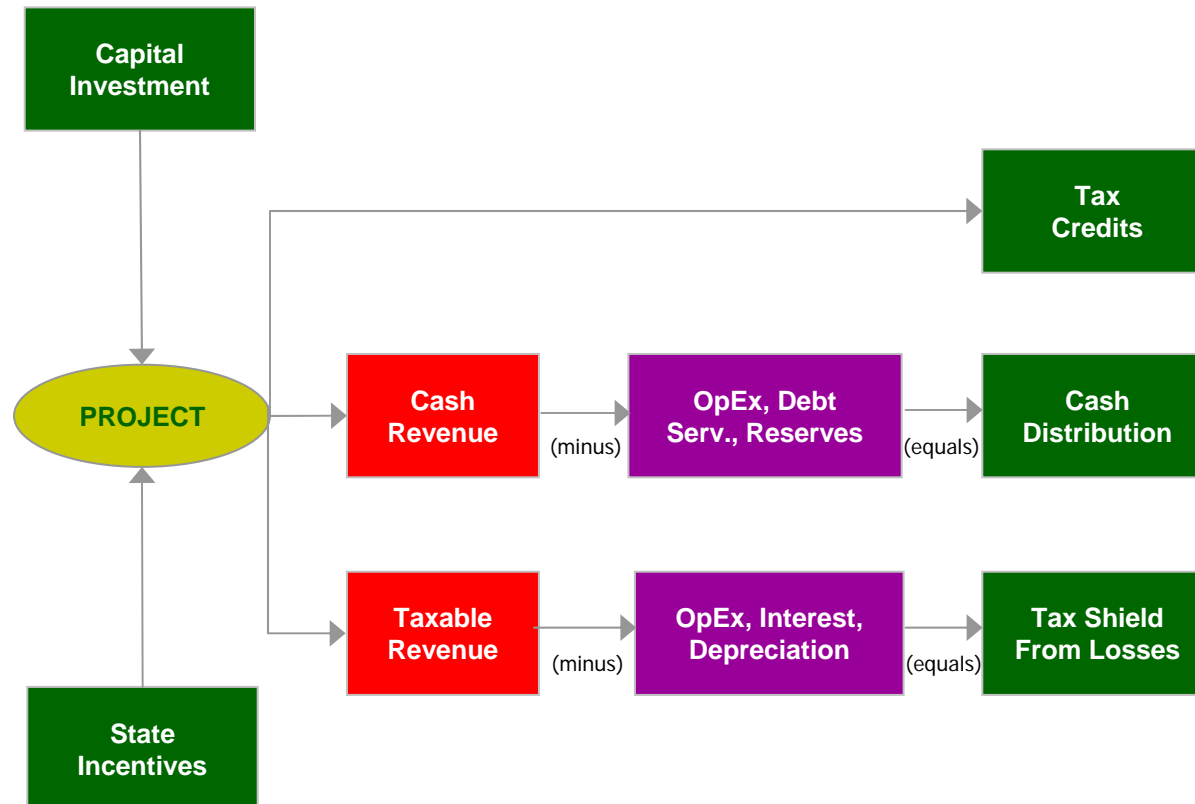 Capital
Investment
Tax
Credits
PROJECT
Cash
Revenue
(minus)
OpEx, Debt
Serv., Reserves
(equals)
Cash
Distribution
Taxable
Revenue
(minus)
OpEx, Interest,
Depreciation
(equals)
Tax Shield
From Losses
State
Incentives